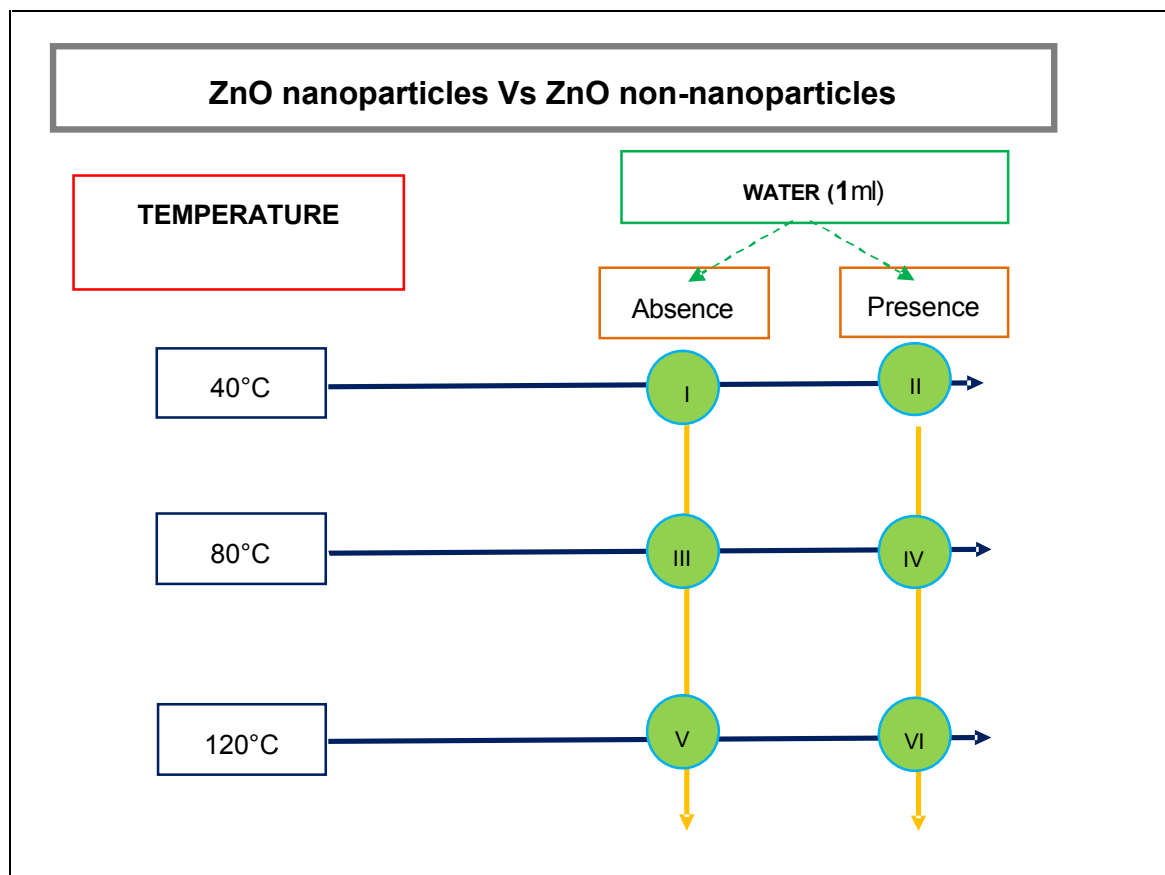 ZnO nanoparticles Vs ZnO non-nanoparticles
WATER (1ml)
TEMPERATURE
Absence
Presence
40°C
I
II
80°C
III
IV
120°C
V
VI